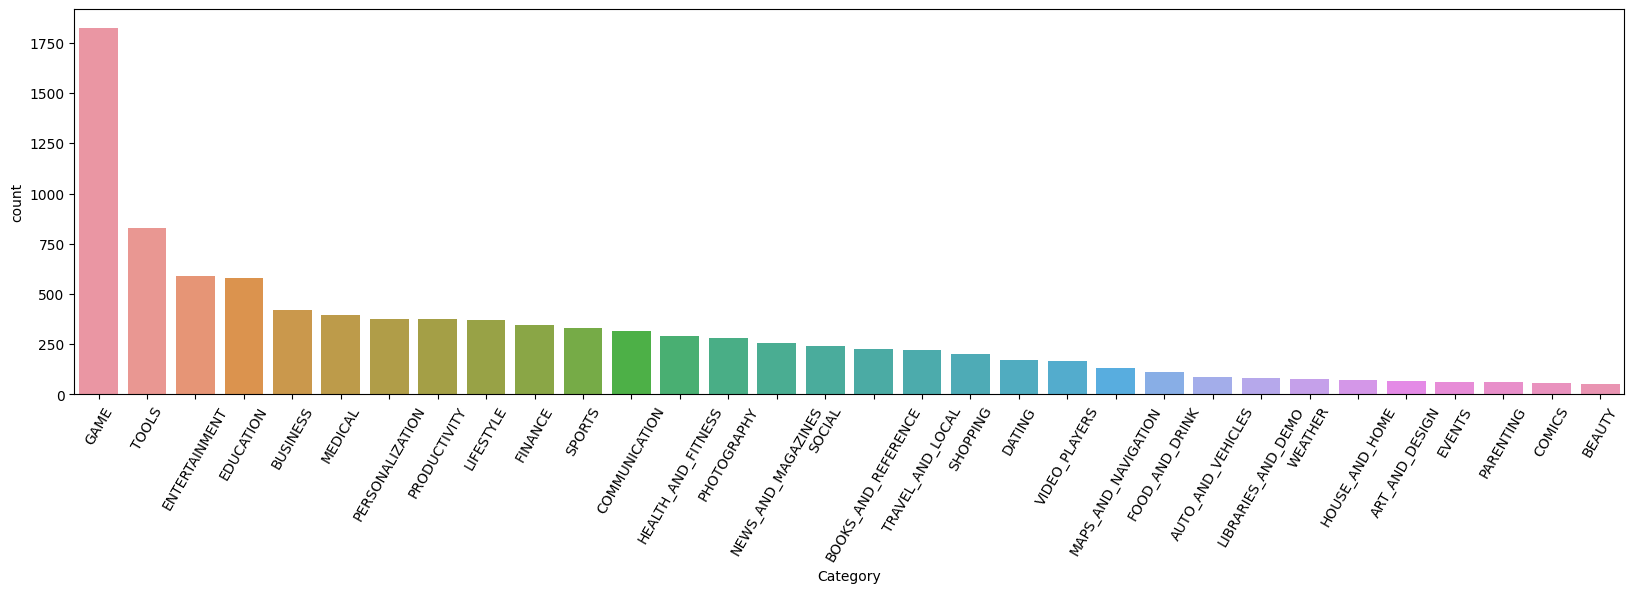 count
1750
1500
1250
1000
750
500
250
0
GAME
TOOLS
ENTERTAINMENT
EDUCATION
BUSINESS
MEDICAL
PERSONALIZATION
PRODUCTIVITY
LIFESTYLE
FINANCE
SPORTS
COMMUNICATION
HEALTH_AND_FITNESS
PHOTOGRAPHY
NEWS_AND_MAGAZINES
SOCIAL
BOOKS_AND_REFERENCE
TRAVEL_AND_LOCAL
SHOPPING
DATING
VIDEO_PLAYERS
MAPS_AND_NAVIGATION
FOOD_AND_DRINK
AUTO_AND_VEHICLES
LIBRARIES_AND_DEMO
WEATHER
HOUSE_AND_HOME
ART_AND_DESIGN
EVENTS
PARENTING
COMICS
BEAUTY
Category